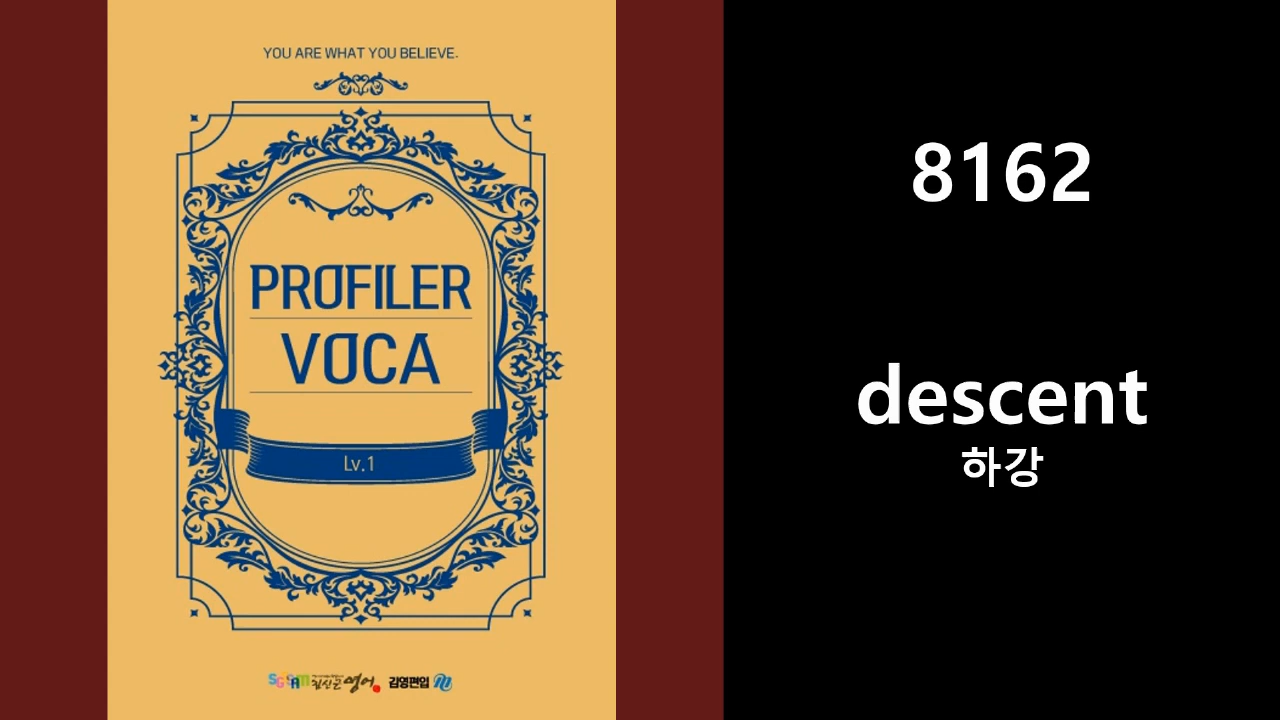 YOU ARE WHAT YOU BELIEVE.
PROFILER
VOCA
Lv.1
김영편입
8162
descent
하강